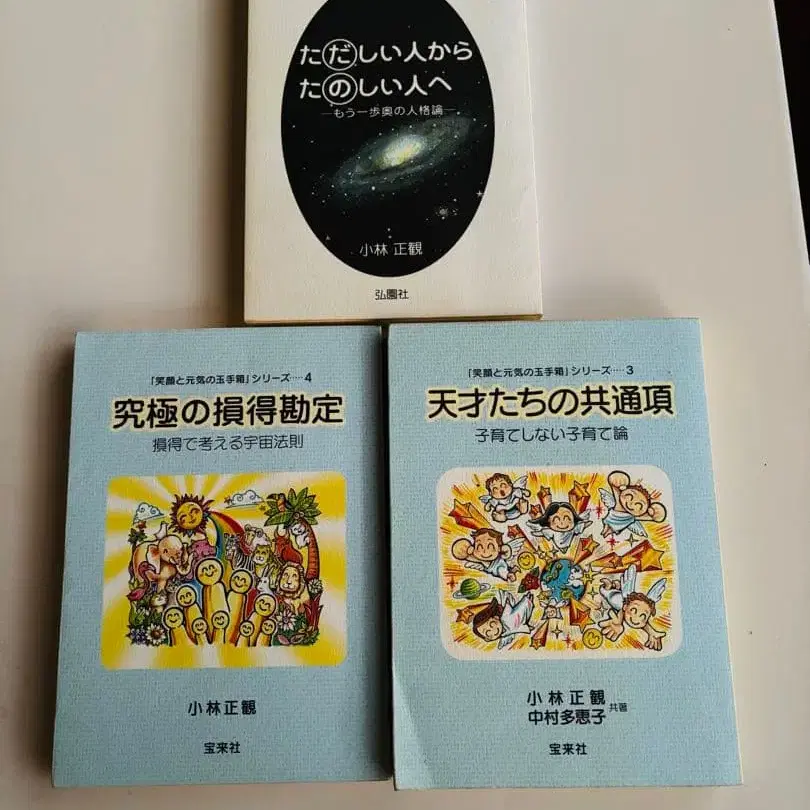 ただしい人から
たのしい人へ
―もう一歩奥の人格論―
小林 正観
弘園社
「笑顔と元気の玉手箱」シリーズ……4
究極の損得勘定
損得で考える宇宙法則
小林正観
宝来社
「笑顔と元気の玉手箱」シリーズ……3
天才たちの共通項
子育てしない子育て論
小林正観
中村多恵子 共著
宝来社